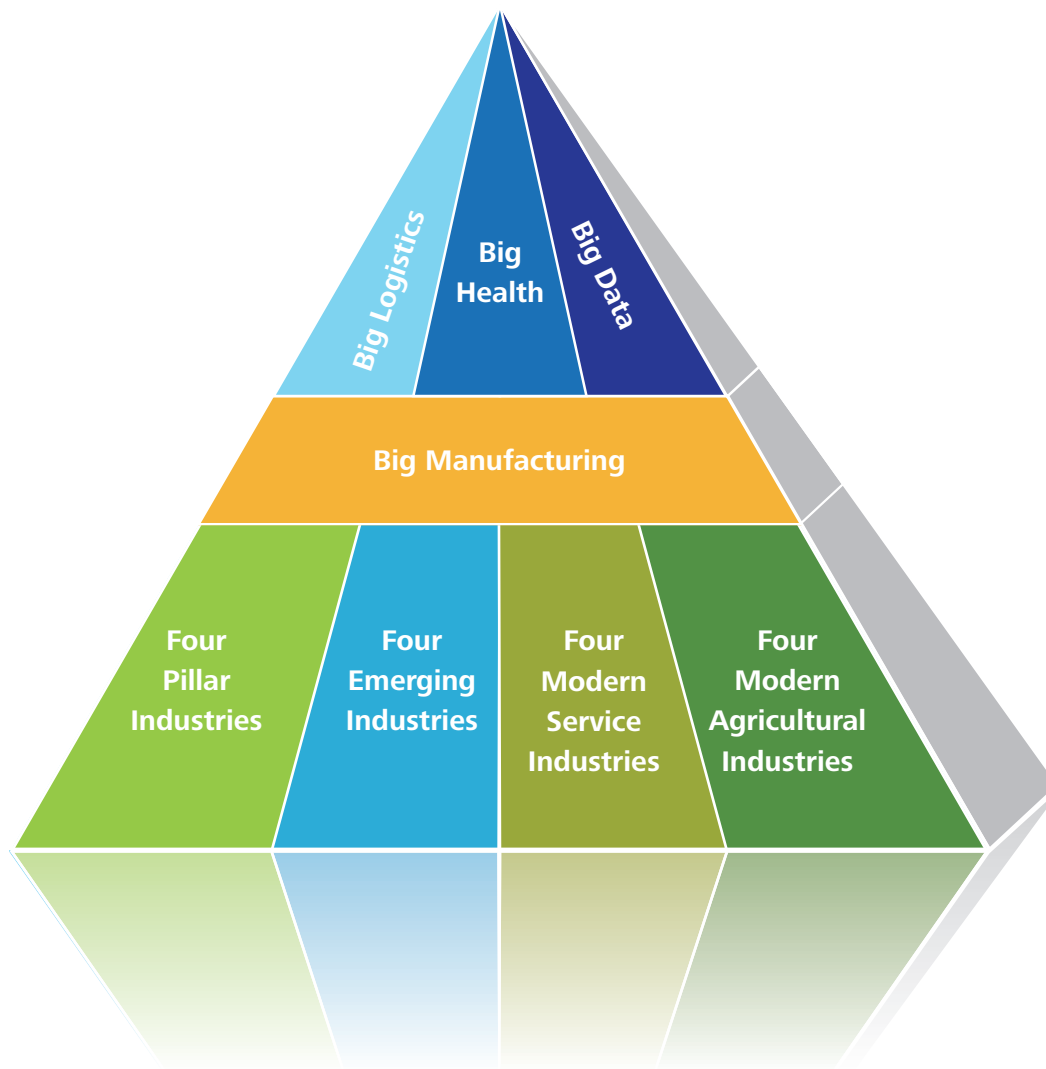 Big Logistics
Big
Health
Big Data
Big Manufacturing
Four
Pillar
Industries
Four
Emerging
Industries
Four
Modern
Service
Industries
Four
Modern
Agricultural
Industries